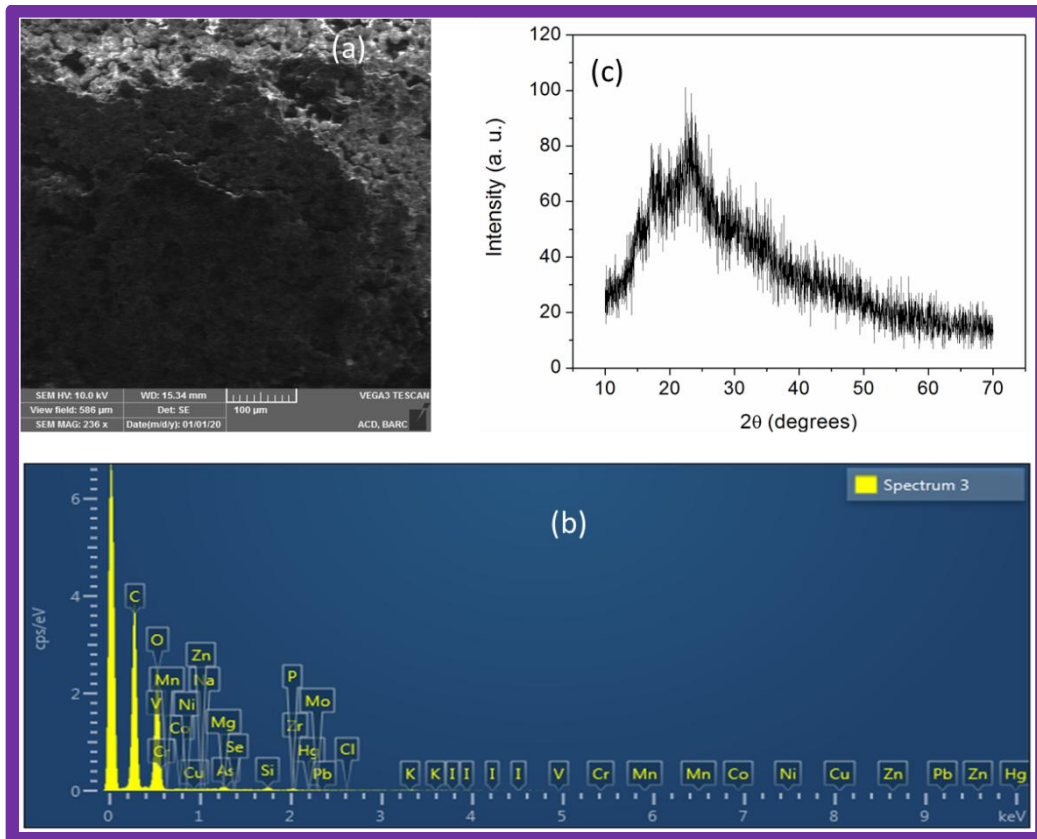 (a)
SEM HV: 10.0 kV WD: 15.34 mm VEGA3 TESCAN
View field: 586 µm Det: SE 100 µm
SEM MAG: 236 x Date(m/d/y): 01/01/20 ACD, BARC
(c)
120
100
80
60
40
20
0
Intensity (a. u.)
10 20 30 40 50 60 70
2θ (degrees)
Spectrum 3
(b)
6
4
2
0
cps/eV
C
O
Zn
Mn
Na
P
V
Ni
Mo
Co
Mg
Zr
Cr
Se
Hg
Cl
Cu
As
Si
Pb
K K I I I I V Cr Mn Mn Co Ni Cu Zn Pb Zn Hg
0 1 2 3 4 5 6 7 8 9 keV